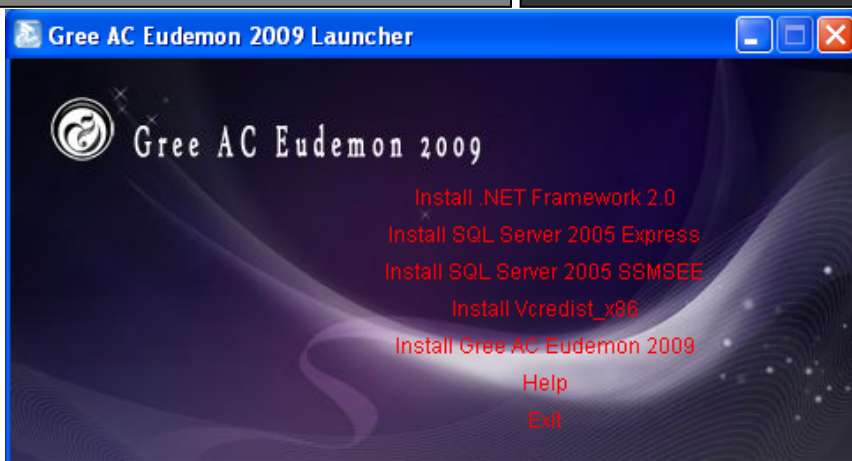 Gree AC Eudemon 2009 Launcher
Gree AC Eudemon 2009
Install .NET Framework 2.0
Install SQL Server 2005 Express
Install SQL Server 2005 SSMSEE
Install Vcredist_x86
Install Gree AC Eudemon 2009
Help
Exit